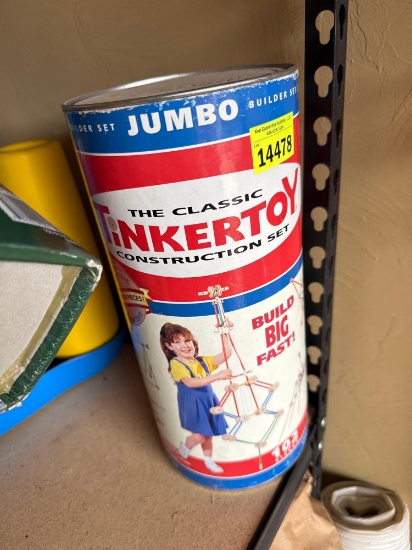 BUILDER SET JUMBO BUILDER SET
14478
THE CLASSIC
TINKERTOY
CONSTRUCTION SET
BUILD
BIG
FAST!